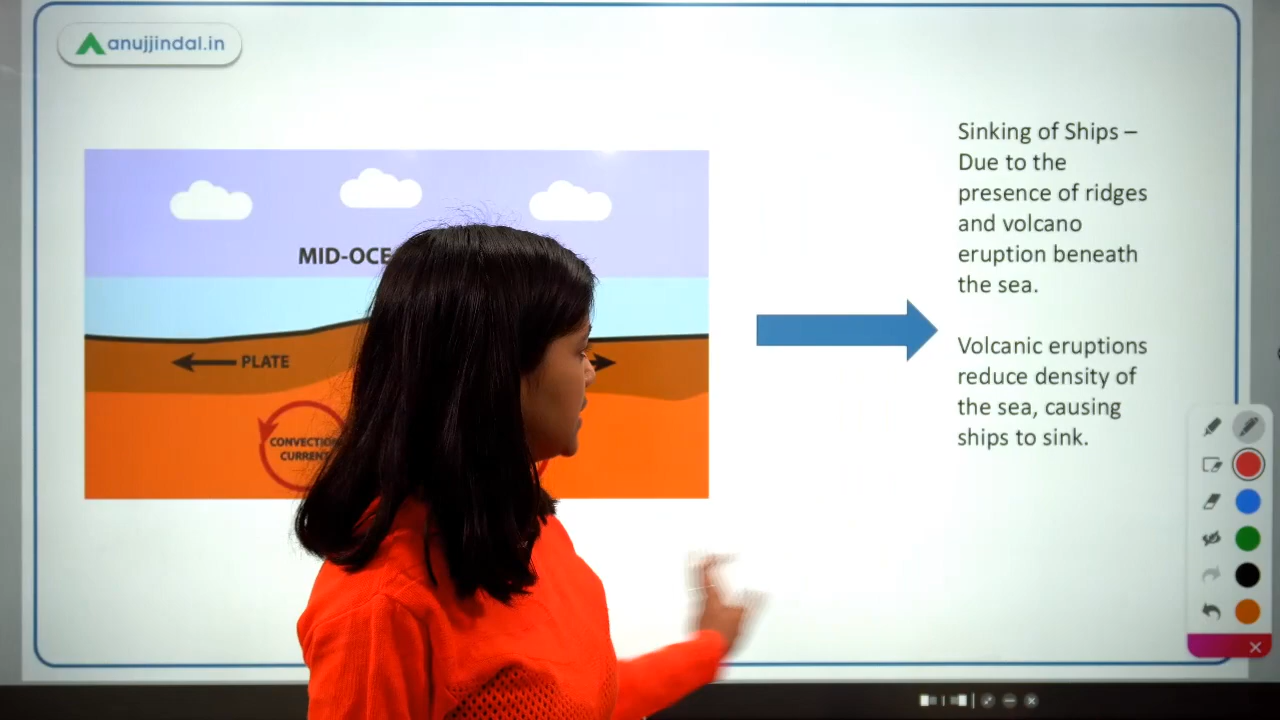 anujjindal.in
MID-OCE
PLATE
CONVECTION
CURRENT
Sinking of Ships –
Due to the
presence of ridges
and volcano
eruption beneath
the sea.
Volcanic eruptions
reduce density of
the sea, causing
ships to sink.